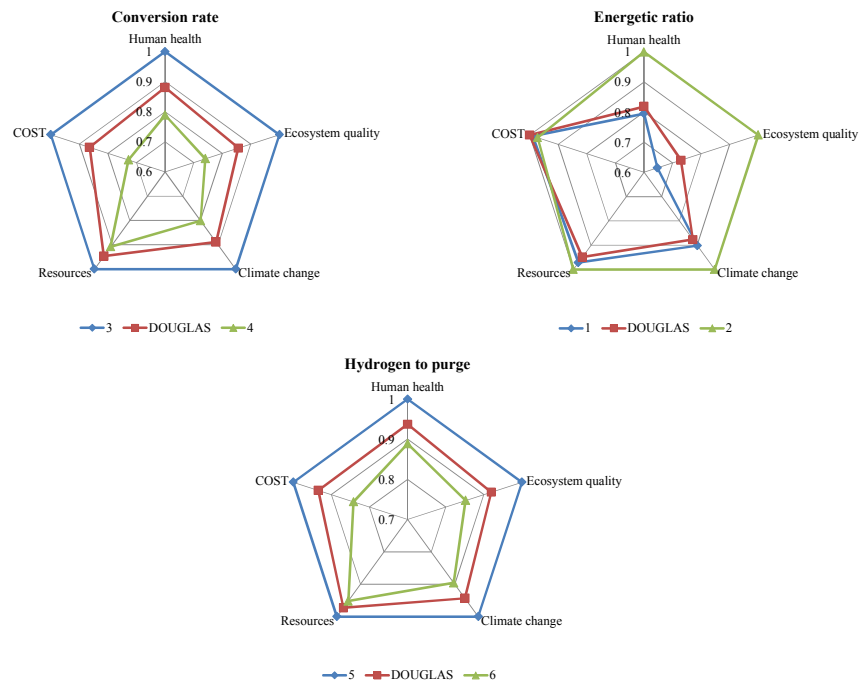 Conversion rate
Human health
1
0.9
0.8
0.7
0.6
COST
Ecosystem quality
Resources
Climate change
3 DOUGLAS 4
Energetic ratio
Human health
1
0.9
0.8
0.7
0.6
COST
Ecosystem quality
Resources
Climate change
1 DOUGLAS 2
Hydrogen to purge
Human health
1
0.9
0.8
0.7
COST
Ecosystem quality
Resources
Climate change
5 DOUGLAS 6